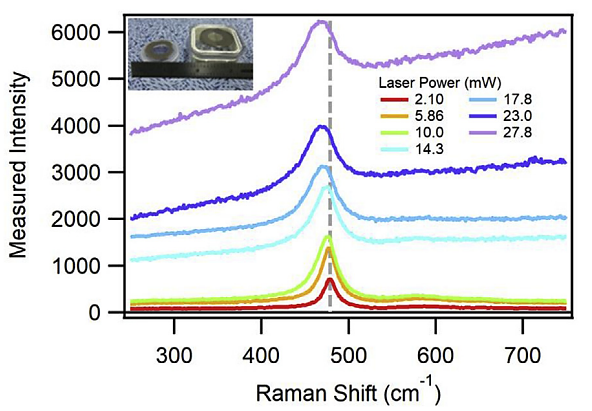 6000
5000
4000
3000
2000
1000
0
Measured Intensity
Laser Power (mW)
2.10 17.8
5.86 23.0
10.0 27.8
14.3
300 400 500 600 700
Raman Shift (cm⁻¹)